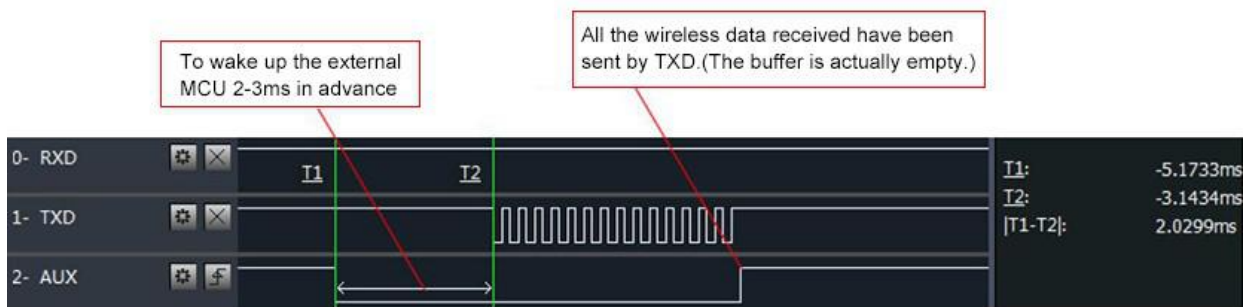 To wake up the external
MCU 2-3ms in advance
All the wireless data received have been
sent by TXD.(The buffer is actually empty.)
0- RXD
T1
T2
1- TXD
2- AUX
T1: -5.1733ms
T2: -3.1434ms
|T1-T2|: 2.0299ms